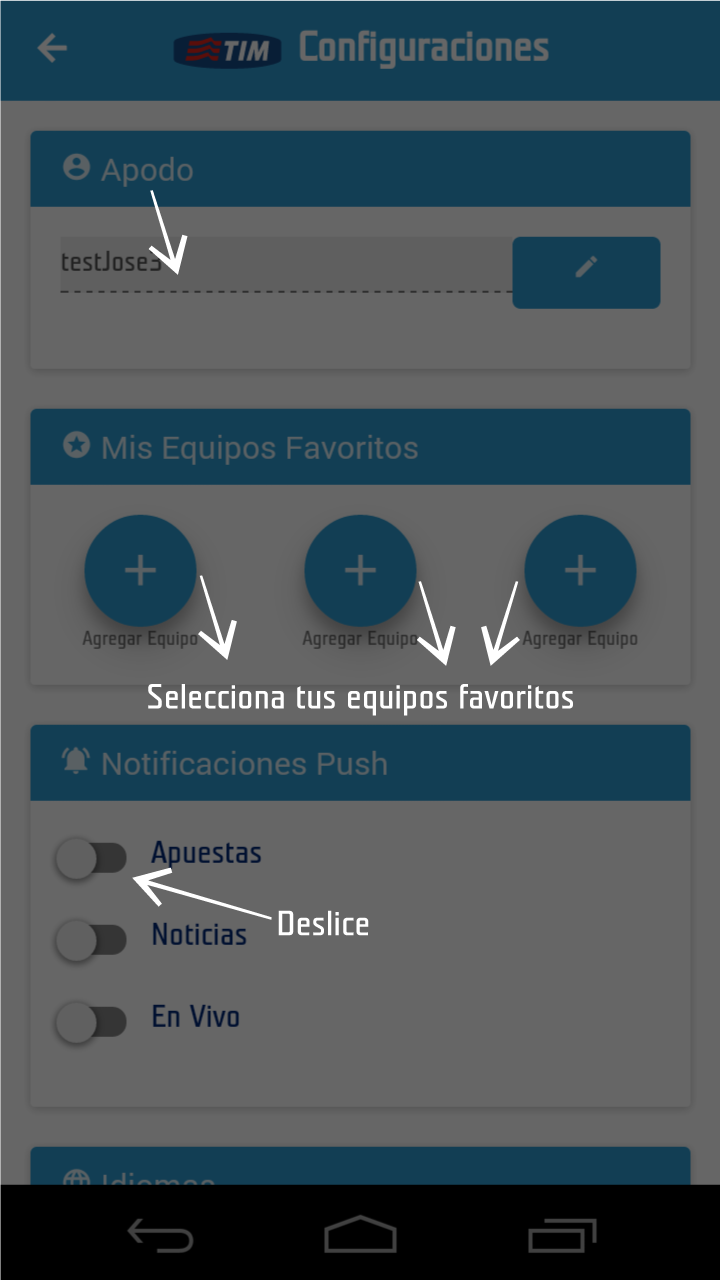 TIM Configuraciones
Apodo
testJose3
Mis Equipos Favoritos
Agregar Equipo Agregar Equipo Agregar Equipo
Selecciona tus equipos favoritos
Notificaciones Push
Apuestas
Deslice
Noticias
En Vivo
Idiomas